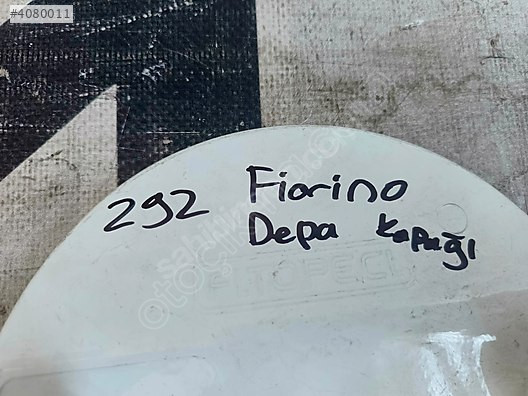 #4080011
292 Fiorino
Depa Kapağı